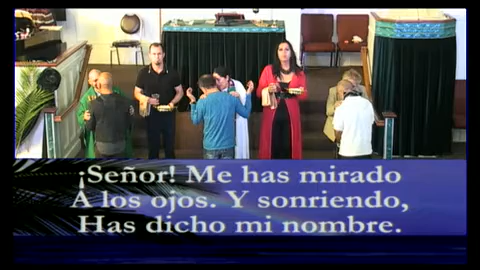 ¡Señor! Me has mirado
A los ojos. Y sonriendo,
Has dicho mi nombre.